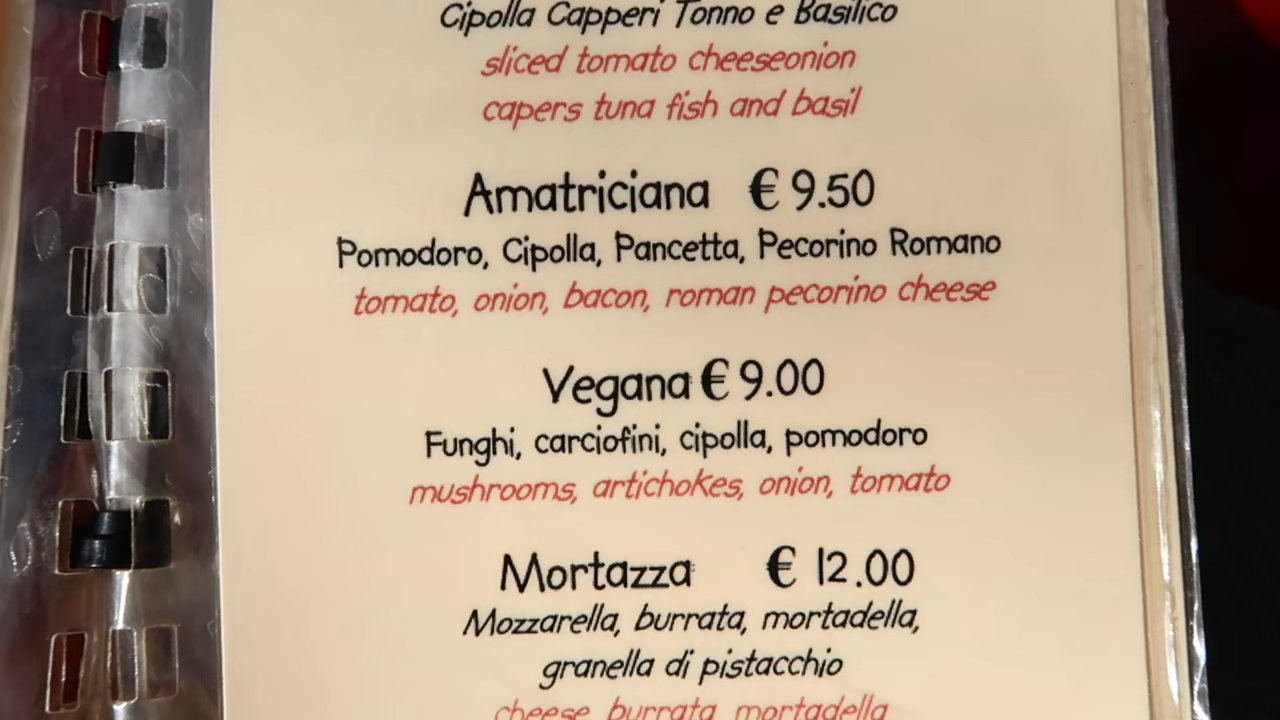 Cipolla Capperi Tonno e Basilico
sliced tomato cheeseonion
capers tuna fish and basil
Amatriciana € 9.50
Pomodoro, Cipolla, Pancetta, Pecorino Romano
tomato, onion, bacon, roman pecorino cheese
Vegana € 9.00
Funghi, carciofini, cipolla, pomodoro
mushrooms, artichokes, onion, tomato
Mortazza € 12.00
Mozzarella, burrata, mortadella,
granella di pistacchio
cheese burrata mortadella